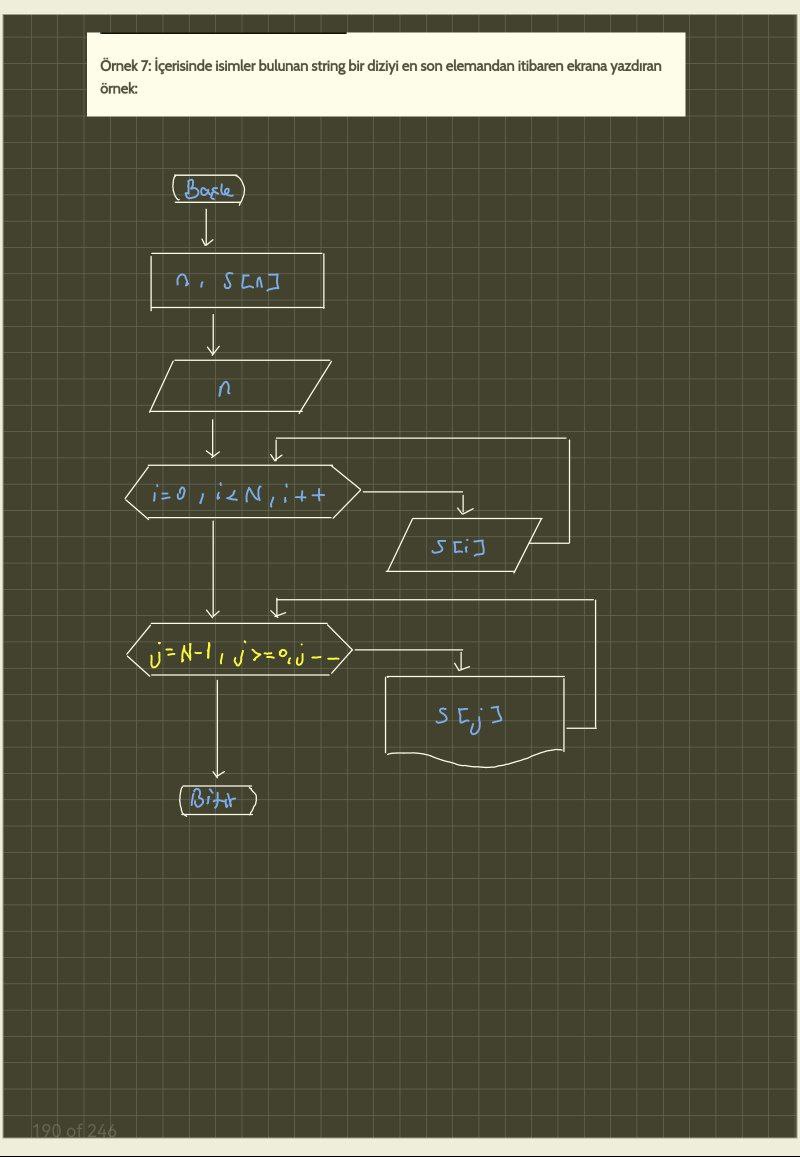 Örnek 7: İçerisinde isimler bulunan string bir diziyi en son elemandan itibaren ekrana yazdıran
örnek:
Başla
n, S[n]
n
i=0, i<N, i++
S[i]
j=N-1, j>=0, j--
S[j]
Bitir
190 of 246